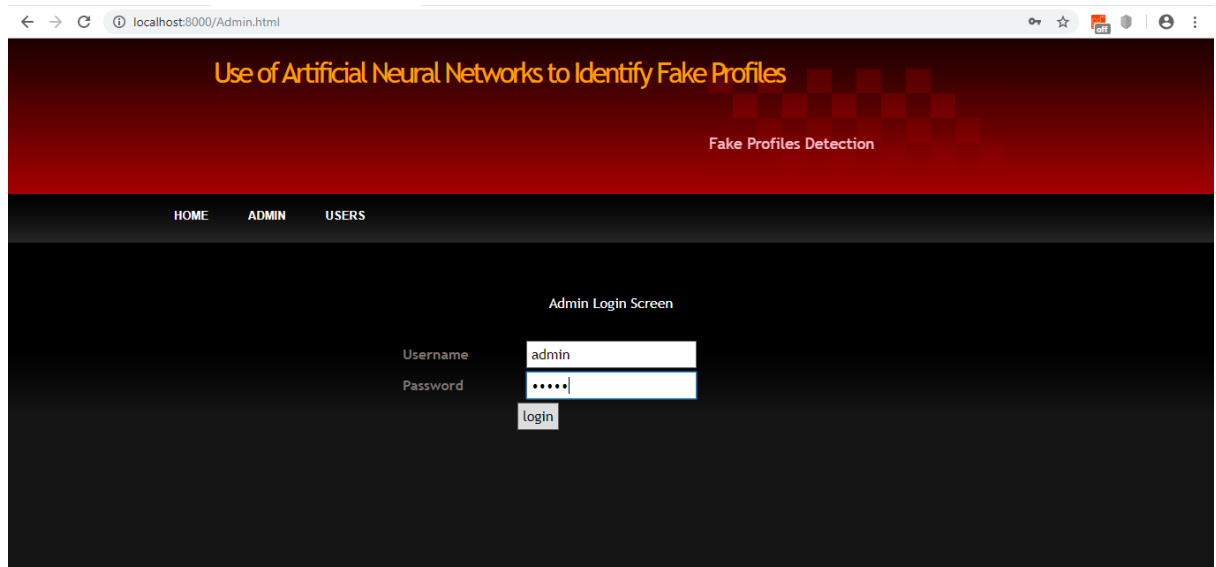 localhost:8000/Admin.html
off
Use of Artificial Neural Networks to Identify Fake Profiles
Fake Profiles Detection
HOME ADMIN USERS
Admin Login Screen
Username admin
Password •••••
login